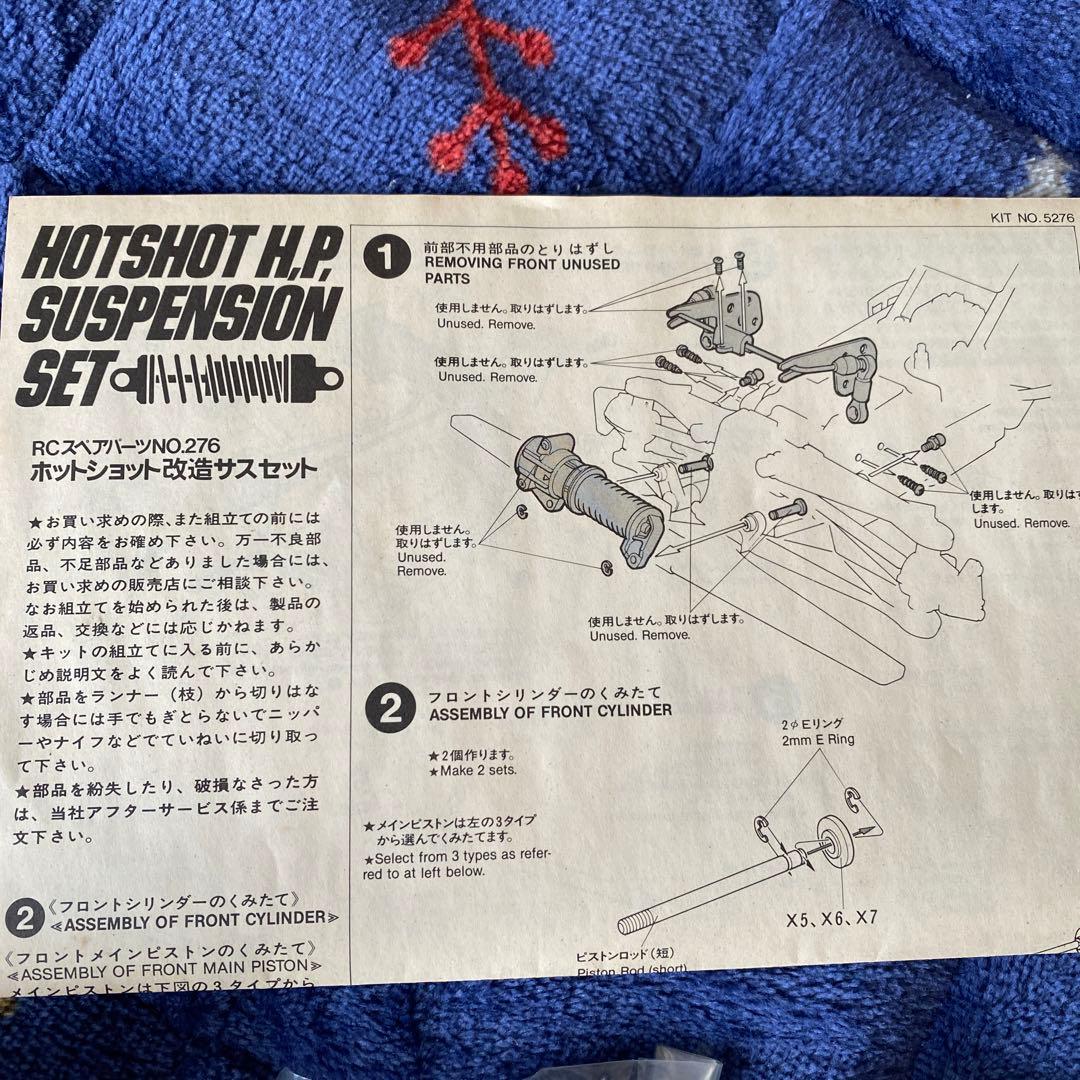 HOTSHOT H.P.
SUSPENSION
SET
RCスペアパーツNO.276
ホットショット改造サスセット
★お買い求めの際、また組立ての前には
必ず内容をお確め下さい。万一不良部
品、不足部品などありました場合には、
お買い求めの販売店にご相談下さい。
なお組立てを始められた後は、製品の
返品、交換などには応じかねます。
★キットの組立てに入る前に、あらか
じめ説明文をよく読んで下さい。
★部品をランナー（枝）から切りはな
す場合には手でもぎとらないでニッパ
ーやナイフなどでていねいに切り取っ
て下さい。
★部品を紛失したり、破損なさった方
は、当社アフターサービス係までご注
文下さい。
2 《フロントシリンダーのくみたて》
≪ASSEMBLY OF FRONT CYLINDER≫
《フロントメインピストンのくみたて》
≪ASSEMBLY OF FRONT MAIN PISTON≫
メインピストンは下図の3タイプから
KIT NO. 5276
1 前部不用部品のとりはずし
REMOVING FRONT UNUSED
PARTS
使用しません。取りはずします。
Unused. Remove.
使用しません。取りはずします。
Unused. Remove.
使用しません。取りはず
します。
Unused. Remove.
使用しません。
取りはずします。
Unused.
Remove.
使用しません。取りはずします。
Unused. Remove.
2 フロントシリンダーのくみたて
ASSEMBLY OF FRONT CYLINDER
★2個作ります。
★Make 2 sets.
2φEリング
2mm E Ring
★メインピストンは左の3タイプ
から選んでくみたてます。
★Select from 3 types as refer-
red to at left below.
X5、X6、X7
ピストンロッド（短）
Piston Rod (short)